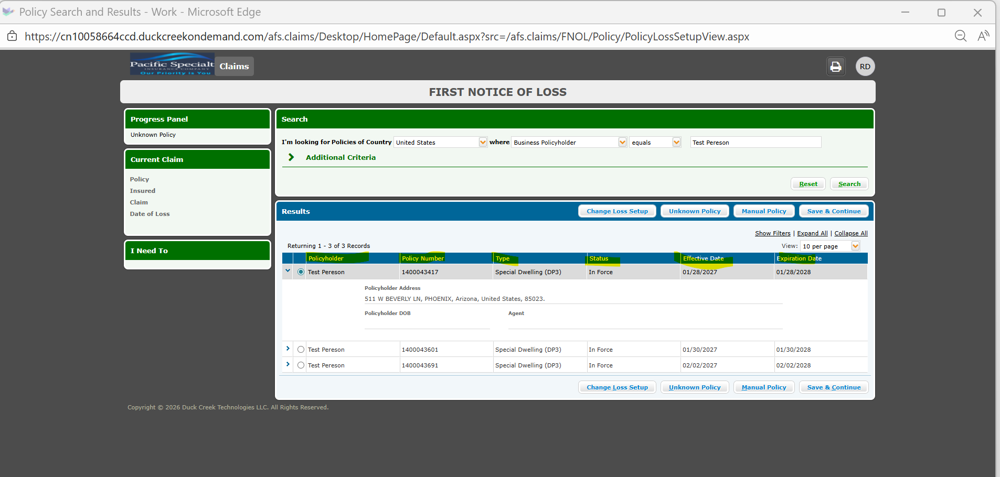 Policy Search and Results - Work - Microsoft Edge
https://cn10058664ccd.duckcreekondemand.com/afs.claims/Desktop/HomePage/Default.aspx?src=/afs.claims/FNOL/Policy/PolicyLossSetupView.aspx
Pacific Specialt
INSURANCE COMPANY
Our Priority is You
Claims
RD
FIRST NOTICE OF LOSS
Progress Panel
Unknown Policy
Current Claim
Policy
Insured
Claim
Date of Loss
I Need To
Search
I'm looking for Policies of Country United States where Business Policyholder equals Test Pereson
Additional Criteria
Reset Search
Results Change Loss Setup Unknown Policy Manual Policy Save & Continue
Show Filters | Expand All | Collapse All
Returning 1 - 3 of 3 Records View: 10 per page
Policyholder Policy Number Type Status Effective Date Expiration Date
Test Pereson 1400043417 Special Dwelling (DP3) In Force 01/28/2027 01/28/2028
Policyholder Address
511 W BEVERLY LN, PHOENIX, Arizona, United States, 85023.
Policyholder DOB Agent
Test Pereson 1400043601 Special Dwelling (DP3) In Force 01/30/2027 01/30/2028
Test Pereson 1400043691 Special Dwelling (DP3) In Force 02/02/2027 02/02/2028
Change Loss Setup Unknown Policy Manual Policy Save & Continue
Copyright © 2026 Duck Creek Technologies LLC. All Rights Reserved.